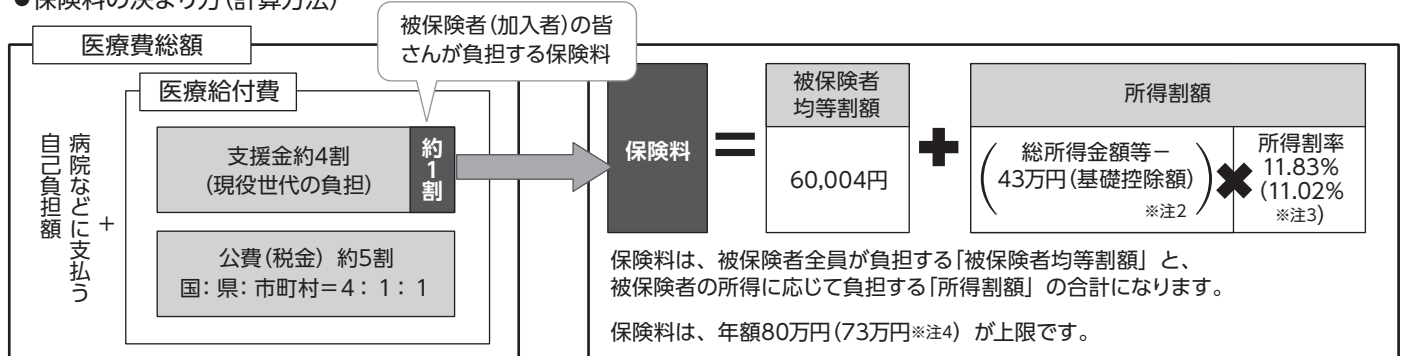 ●保険料の決まり方(計算方法)
被保険者(加入者)の皆
さんが負担する保険料
医療費総額
医療給付費
病院などに支払う
自己負担額
+
支援金約4割
(現役世代の負担)
約1割
公費(税金) 約5割
国:県:市町村=4:1:1
保険料
=
被保険者
均等割額
60,004円
+
所得割額
(総所得金額等-
43万円(基礎控除額))
※注2
×
所得割率
11.83%
(11.02%
※注3)
保険料は、被保険者全員が負担する「被保険者均等割額」と、
被保険者の所得に応じて負担する「所得割額」の合計になります。
保険料は、年額80万円(73万円※注4)が上限です。